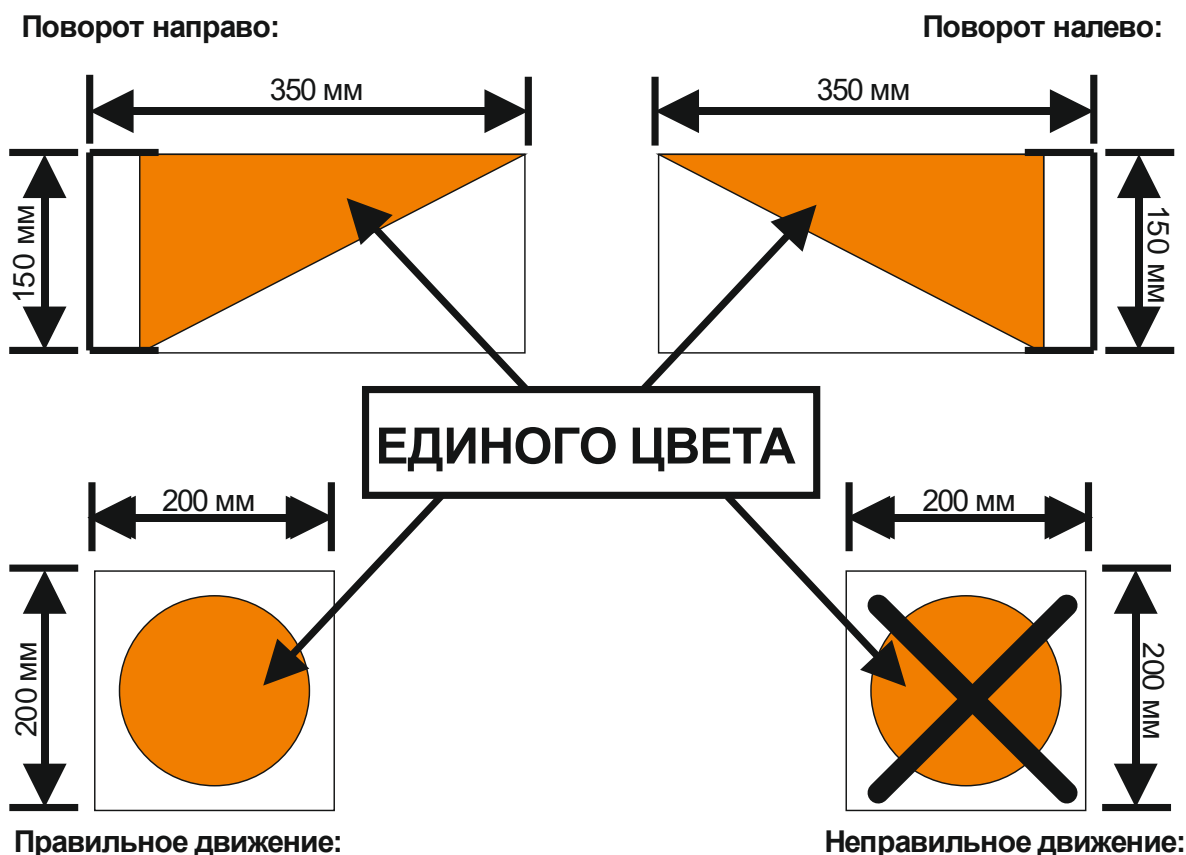 Поворот направо:
Поворот налево:
350 мм
350 мм
150 мм
150 мм
ЕДИНОГО ЦВЕТА
200 мм
200 мм
200 мм
200 мм
Правильное движение:
Неправильное движение: